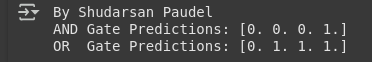 By Shudarsan Paudel
AND Gate Predictions: [0. 0. 0. 1.]
OR  Gate Predictions: [0. 1. 1. 1.]